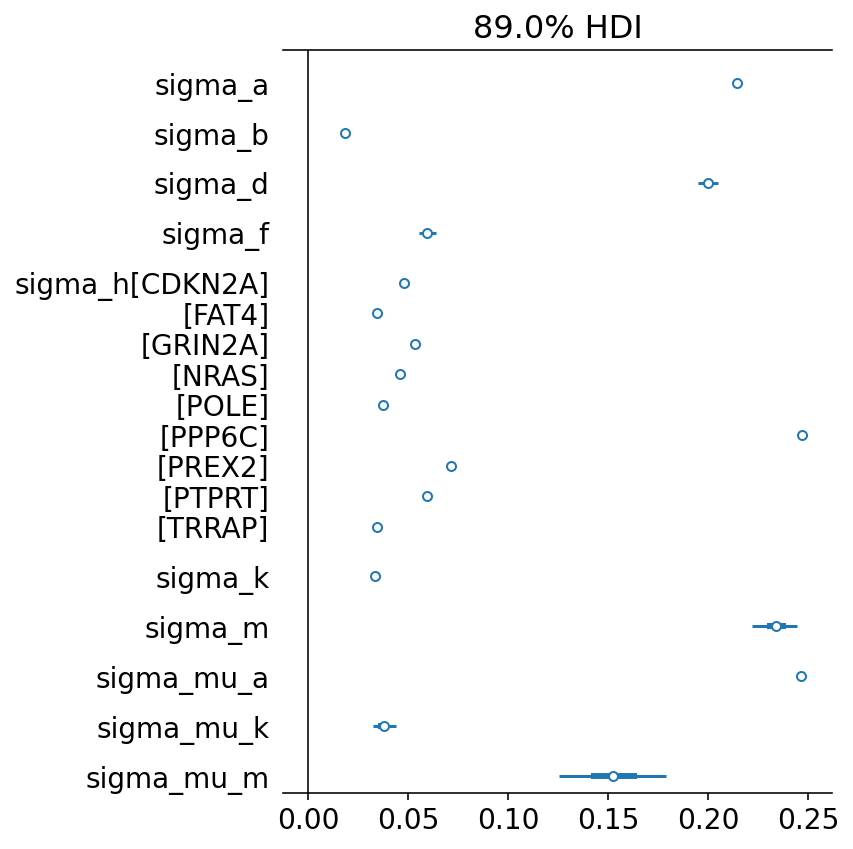 89.0% HDI
sigma_a
sigma_b
sigma_d
sigma_f
sigma_h[CDKN2A]
[FAT4]
[GRIN2A]
[NRAS]
[POLE]
[PPP6C]
[PREX2]
[PTPRT]
[TRRAP]
sigma_k
sigma_m
sigma_mu_a
sigma_mu_k
sigma_mu_m
0.00 0.05 0.10 0.15 0.20 0.25